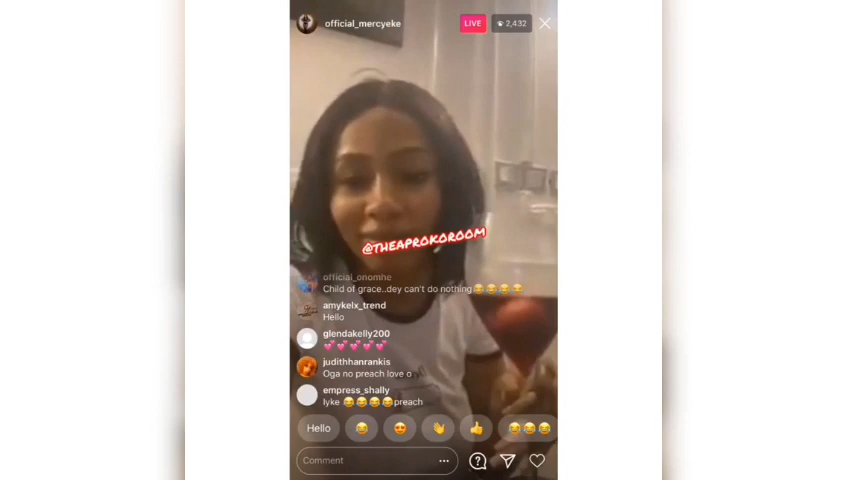 official_mercyeke
LIVE
2,432
@THEAPROKOROOM
official_onomhe
Child of grace..dey can't do nothing😂😂😂😂
amykelx_trend
Hello
glendakelly200
💕💕💕💕💕
judithhanrankis
Oga no preach love o
empress_shally
Iyke 😂😂😂😂preach
Hello
😂
😍
👋
👍
😂😂😂
Comment